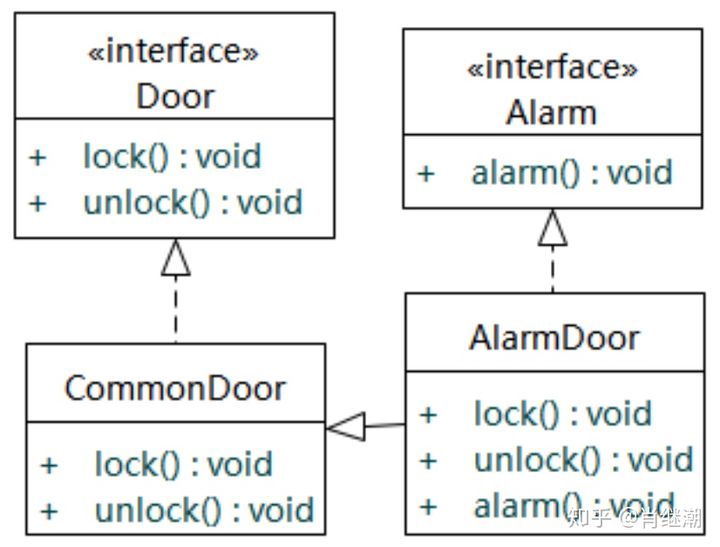 «interface»
Door
+ lock() : void
+ unlock() : void
«interface»
Alarm
+ alarm() : void
CommonDoor
+ lock() : void
+ unlock() : void
AlarmDoor
+ lock() : void
+ unlock() : void
+ alarm() : void
知乎 @肖继潮